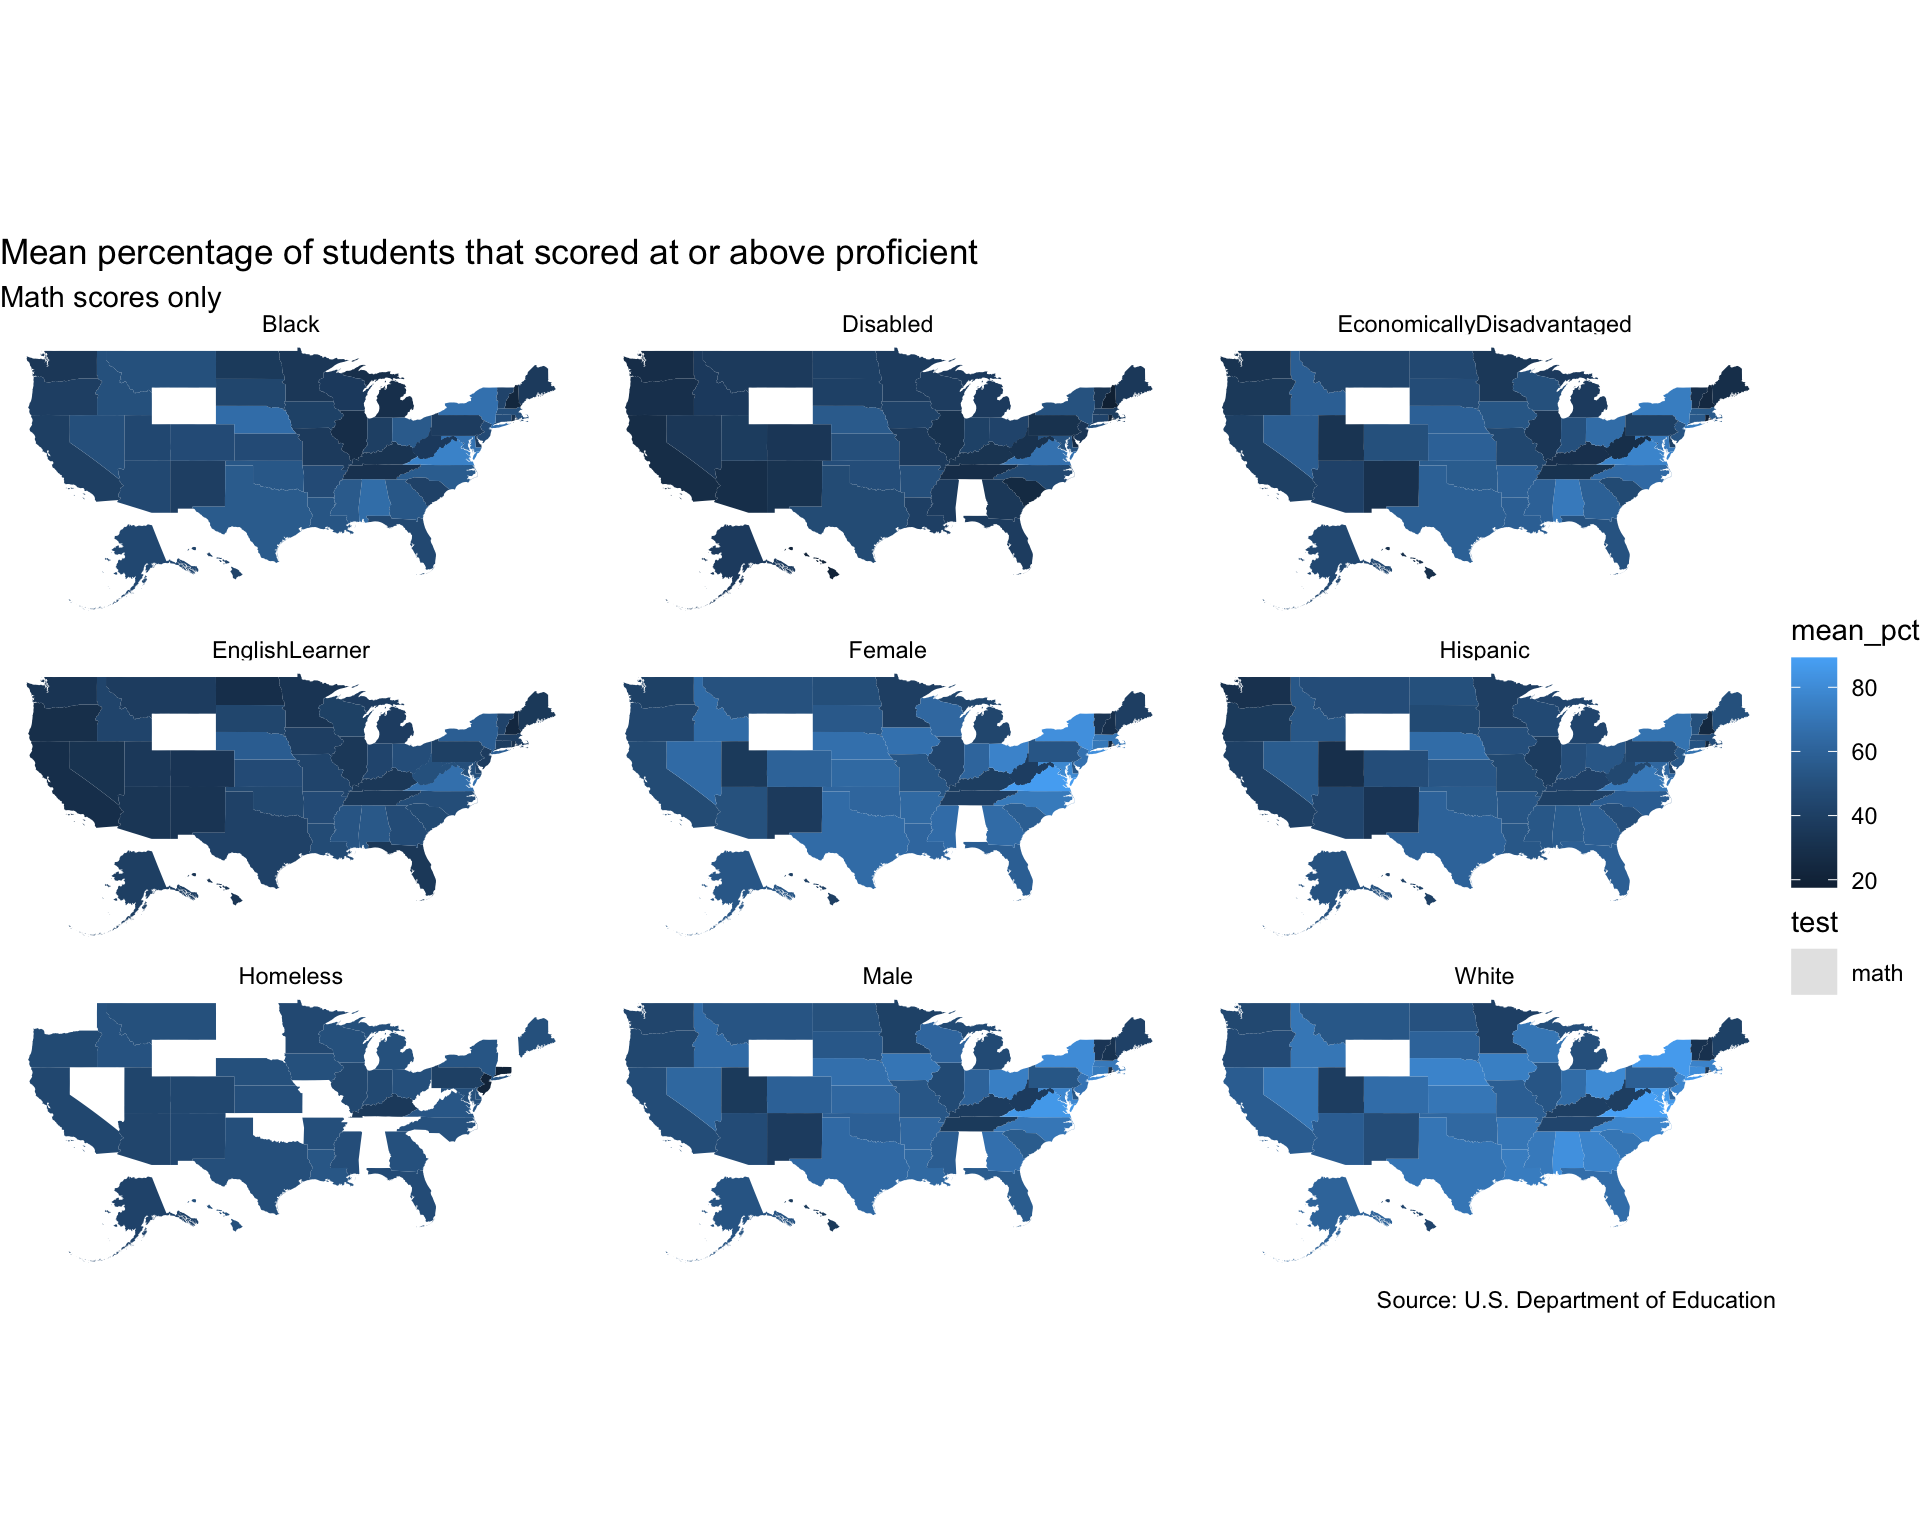 Mean percentage of students that scored at or above proficient
Math scores only
Black
Disabled
EconomicallyDisadvantaged
EnglishLearner
Female
Hispanic
Homeless
Male
White
mean_pct
80
60
40
20
test
math
Source: U.S. Department of Education